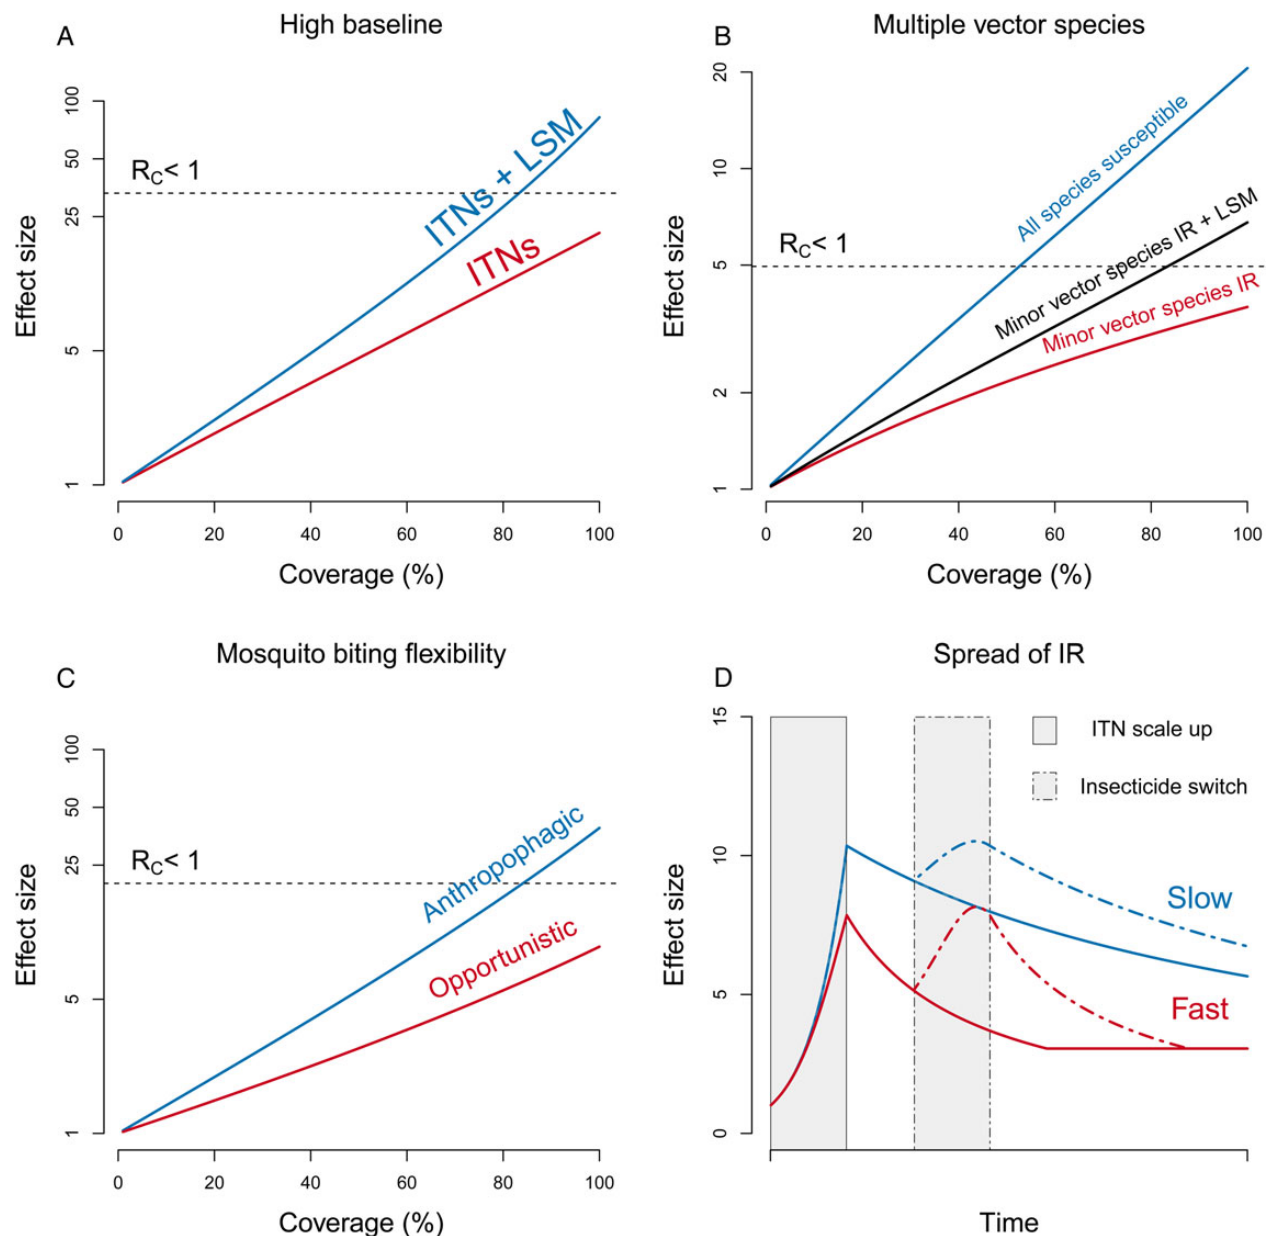 A
High baseline
100
50
25
5
1
Effect size
R_C< 1
ITNs + LSM
ITNs
0 20 40 60 80 100
Coverage (%)
B
Multiple vector species
20
10
5
2
1
Effect size
R_C< 1
All species susceptible
Minor vector species IR + LSM
Minor vector species IR
0 20 40 60 80 100
Coverage (%)
C
Mosquito biting flexibility
100
50
25
5
1
Effect size
R_C< 1
Anthropophagic
Opportunistic
0 20 40 60 80 100
Coverage (%)
D
Spread of IR
15
10
5
0
Effect size
ITN scale up
Insecticide switch
Slow
Fast
Time